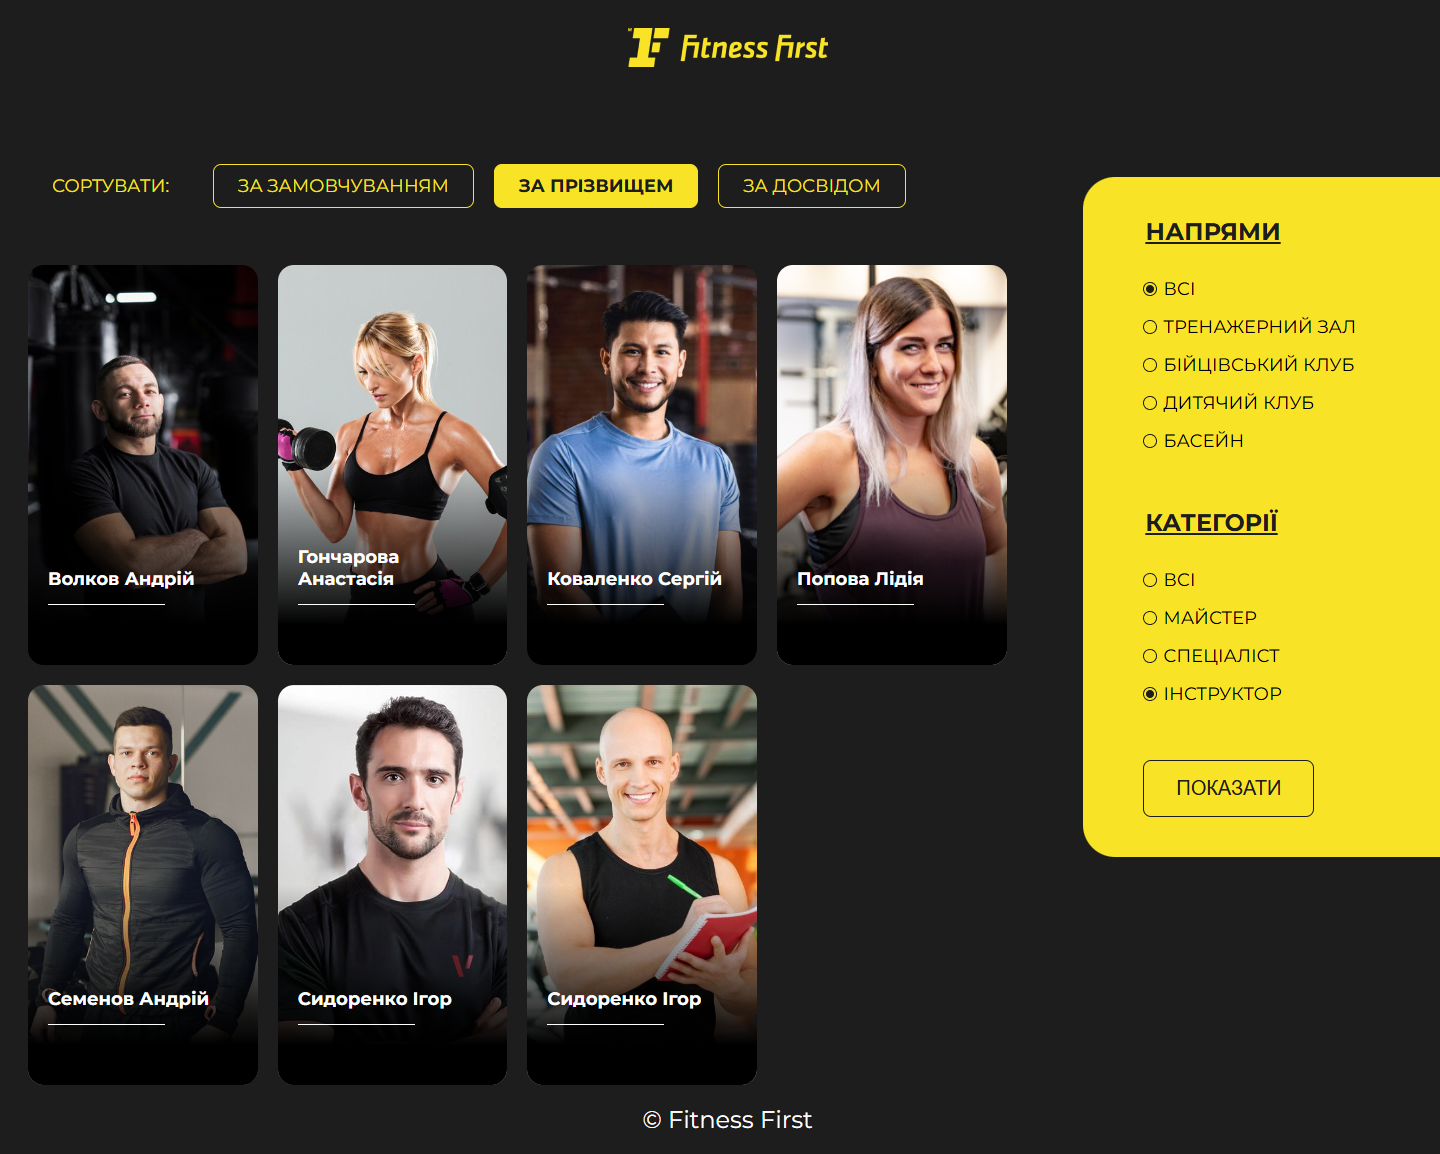 Fitness First
СОРТУВАТИ:
ЗА ЗАМОВЧУВАННЯМ
ЗА ПРІЗВИЩЕМ
ЗА ДОСВІДОМ
Волков Андрій
Гончарова
Анастасія
Коваленко Сергій
Попова Лідія
Семенов Андрій
Сидоренко Ігор
Сидоренко Ігор
НАПРЯМИ
ВСІ
ТРЕНАЖЕРНИЙ ЗАЛ
БІЙЦІВСЬКИЙ КЛУБ
ДИТЯЧИЙ КЛУБ
БАСЕЙН
КАТЕГОРІЇ
ВСІ
МАЙСТЕР
СПЕЦІАЛІСТ
ІНСТРУКТОР
ПОКАЗАТИ
© Fitness First